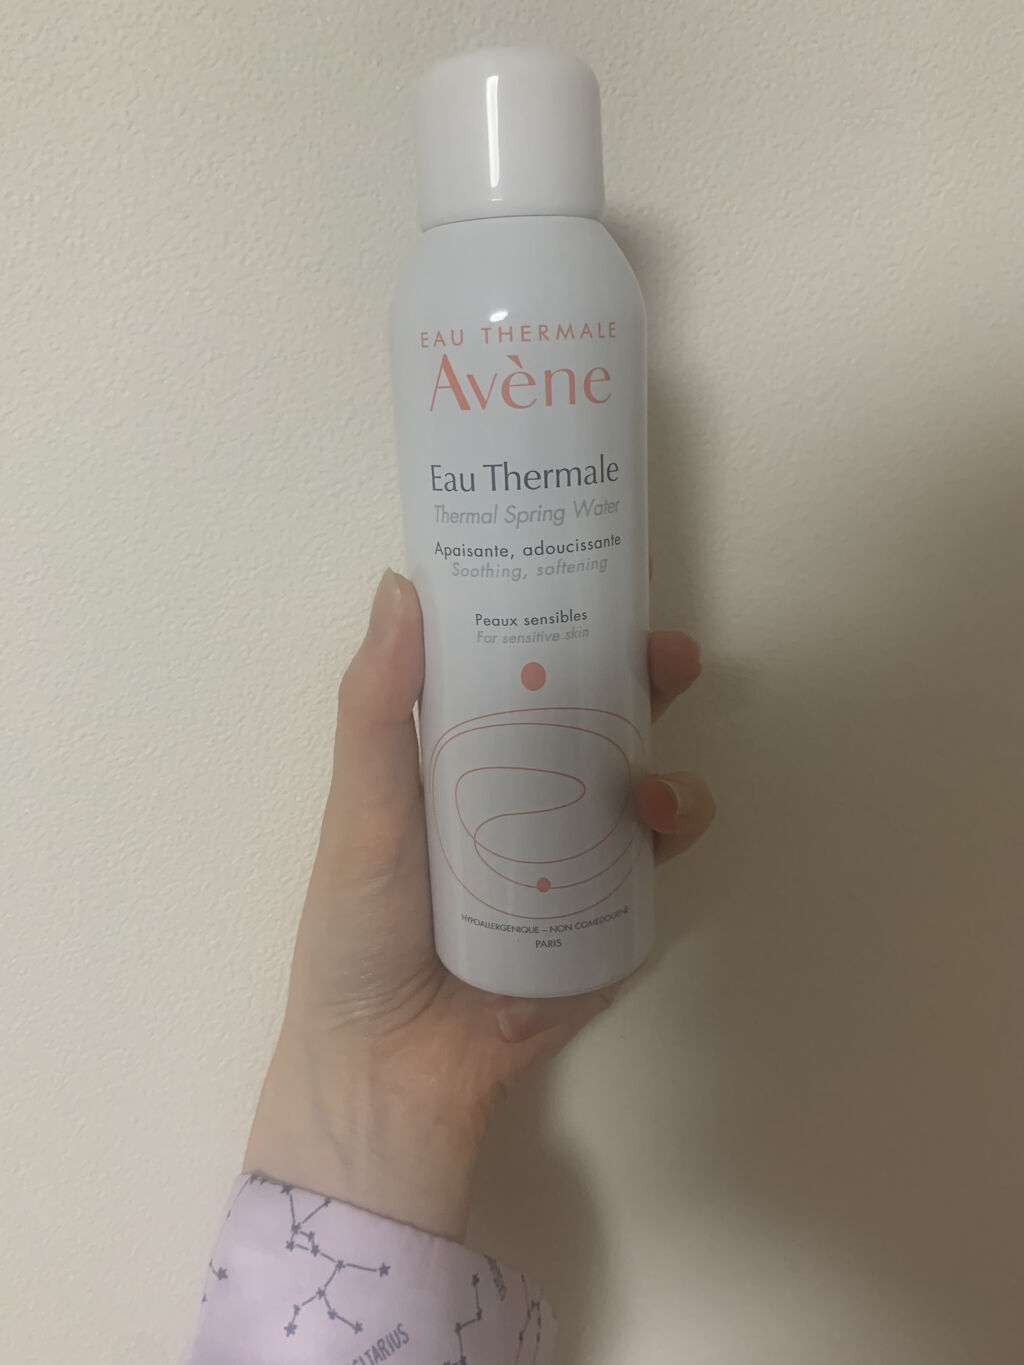 EAU THERMALE
Avène
Eau Thermale
Thermal Spring Water
Apaisante, adoucissante
Soothing, softening
Peaux sensibles
For sensitive skin
HYPOALLERGENIQUE – NON COMEDOGENE
PARIS